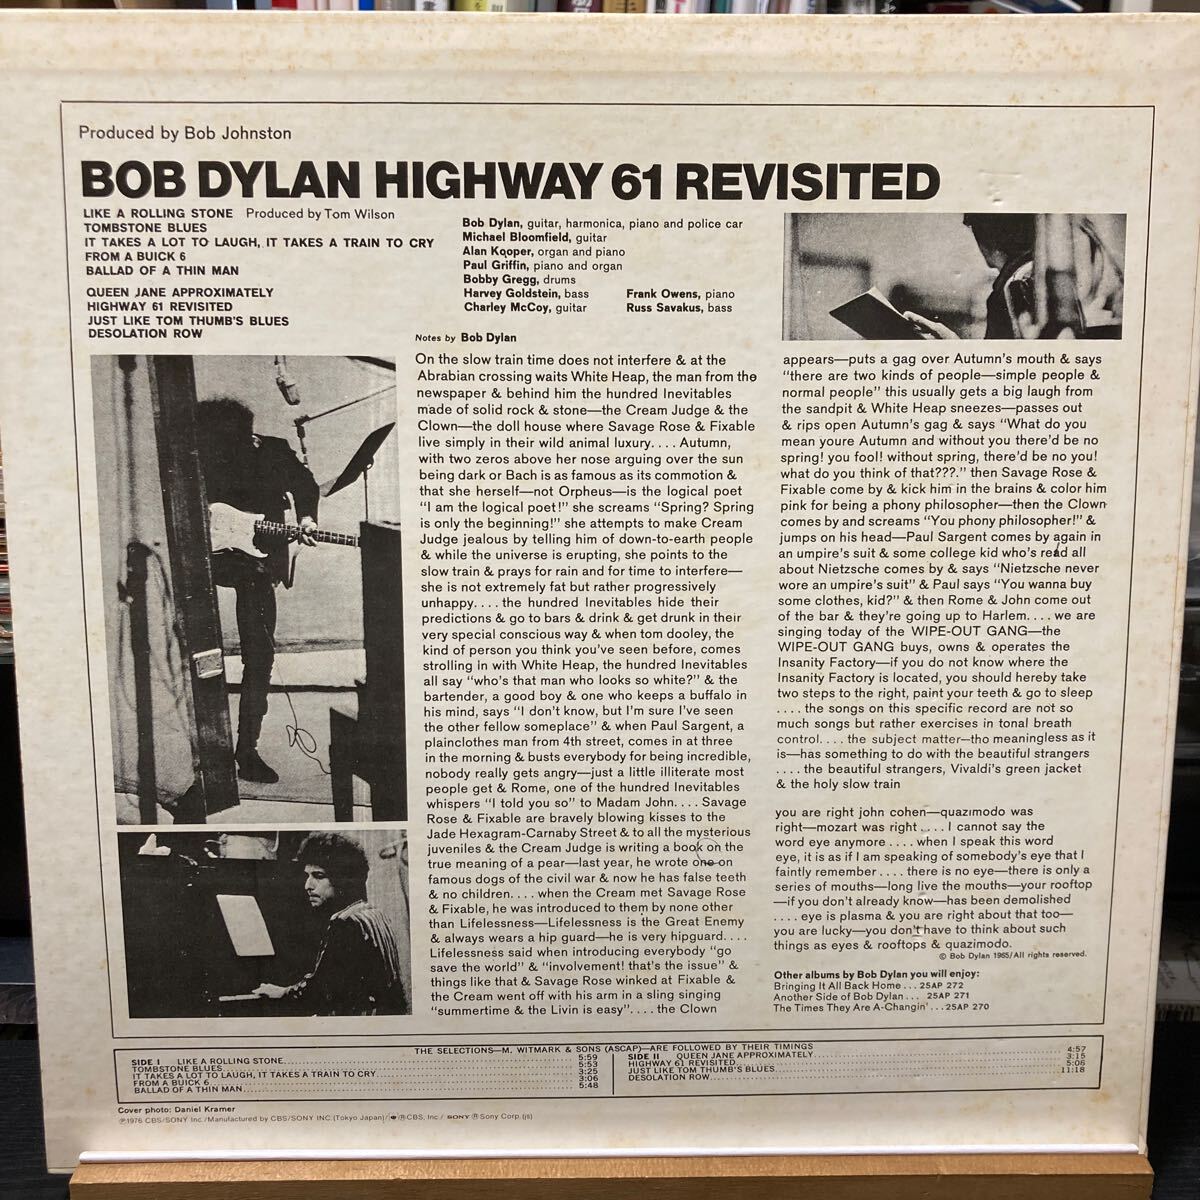 Produced by Bob Johnston
BOB DYLAN HIGHWAY 61 REVISITED
LIKE A ROLLING STONE Produced by Tom Wilson
TOMBSTONE BLUES
IT TAKES A LOT TO LAUGH, IT TAKES A TRAIN TO CRY
FROM A BUICK 6
BALLAD OF A THIN MAN
QUEEN JANE APPROXIMATELY
HIGHWAY 61 REVISITED
JUST LIKE TOM THUMB'S BLUES
DESOLATION ROW
Bob Dylan, guitar, harmonica, piano and police car
Michael Bloomfield, guitar
Alan Kqoper, organ and piano
Paul Griffin, piano and organ
Bobby Gregg, drums
Harvey Goldstein, bass Frank Owens, piano
Charley McCoy, guitar Russ Savakus, bass
Notes by Bob Dylan
On the slow train time does not interfere & at the
Abrabian crossing waits White Heap, the man from the
newspaper & behind him the hundred Inevitables
made of solid rock & stone—the Cream Judge & the
Clown—the doll house where Savage Rose & Fixable
live simply in their wild animal luxury.... Autumn,
with two zeros above her nose arguing over the sun
being dark or Bach is as famous as its commotion &
that she herself—not Orpheus—is the logical poet
"I am the logical poet!" she screams "Spring? Spring
is only the beginning!" she attempts to make Cream
Judge jealous by telling him of down-to-earth people
& while the universe is erupting, she points to the
slow train & prays for rain and for time to interfere—
she is not extremely fat but rather progressively
unhappy.... the hundred Inevitables hide their
predictions & go to bars & drink & get drunk in their
very special conscious way & when tom dooley, the
kind of person you think you've seen before, comes
strolling in with White Heap, the hundred Inevitables
all say "who's that man who looks so white?" & the
bartender, a good boy & one who keeps a buffalo in
his mind, says "I don't know, but I'm sure I've seen
the other fellow someplace" & when Paul Sargent, a
plainclothes man from 4th street, comes in at three
in the morning & busts everybody for being incredible,
nobody really gets angry—just a little illiterate most
people get & Rome, one of the hundred Inevitables
whispers "I told you so" to Madam John.... Savage
Rose & Fixable are bravely blowing kisses to the
Jade Hexagram-Carnaby Street & to all the mysterious
juveniles & the Cream Judge is writing a book on the
true meaning of a pear—last year, he wrote one on
famous dogs of the civil war & now he has false teeth
& no children.... when the Cream met Savage Rose
& Fixable, he was introduced to them by none other
than Lifelessness—Lifelessness is the Great Enemy
& always wears a hip guard—he is very hipguard....
Lifelessness said when introducing everybody "go
save the world" & "involvement! that's the issue" &
things like that & Savage Rose winked at Fixable &
the Cream went off with his arm in a sling singing
"summertime & the Livin is easy".... the Clown
appears—puts a gag over Autumn's mouth & says
"there are two kinds of people—simple people &
normal people" this usually gets a big laugh from
the sandpit & White Heap sneezes—passes out
& rips open Autumn's gag & says "What do you
mean youre Autumn and without you there'd be no
spring! you fool! without spring, there'd be no you!
what do you think of that???." then Savage Rose &
Fixable come by & kick him in the brains & color him
pink for being a phony philosopher—then the Clown
comes by and screams "You phony philosopher!" &
jumps on his head—Paul Sargent comes by again in
an umpire's suit & some college kid who's read all
about Nietzsche comes by & says "Nietzsche never
wore an umpire's suit" & Paul says "You wanna buy
some clothes, kid?" & then Rome & John come out
of the bar & they're going up to Harlem.... we are
singing today of the WIPE-OUT GANG—the
WIPE-OUT GANG buys, owns & operates the
Insanity Factory—if you do not know where the
Insanity Factory is located, you should hereby take
two steps to the right, paint your teeth & go to sleep
.... the songs on this specific record are not so
much songs but rather exercises in tonal breath
control.... the subject matter—tho meaningless as it
is—has something to do with the beautiful strangers
.... the beautiful strangers, Vivaldi's green jacket
& the holy slow train
you are right john cohen—quazimodo was
right—mozart was right.... I cannot say the
word eye anymore.... when I speak this word
eye, it is as if I am speaking of somebody's eye that I
faintly remember.... there is no eye—there is only a
series of mouths—long live the mouths—your rooftop
—if you don't already know—has been demolished
.... eye is plasma & you are right about that too—
you are lucky—you don't have to think about such
things as eyes & rooftops & quazimodo.
© Bob Dylan 1965/All rights reserved.
Other albums by Bob Dylan you will enjoy:
Bringing It All Back Home... 25AP 272
Another Side of Bob Dylan... 25AP 271
The Times They Are A-Changin'...25AP 270
THE SELECTIONS—M. WITMARK & SONS (ASCAP)—ARE FOLLOWED BY THEIR TIMINGS
SIDE I LIKE A ROLLING STONE 5:59
TOMBSTONE BLUES 5:53
IT TAKES A LOT TO LAUGH, IT TAKES A TRAIN TO CRY 3:25
FROM A BUICK 6 3:06
BALLAD OF A THIN MAN 5:48
SIDE II QUEEN JANE APPROXIMATELY 4:57
HIGHWAY 61 REVISITED 3:15
JUST LIKE TOM THUMB'S BLUES 5:06
DESOLATION ROW 11:18
Cover photo: Daniel Kramer
℗1976 CBS/SONY Inc./Manufactured by CBS/SONY INC.(Tokyo Japan)/®CBS, Inc./ SONY ® Sony Corp.(js)